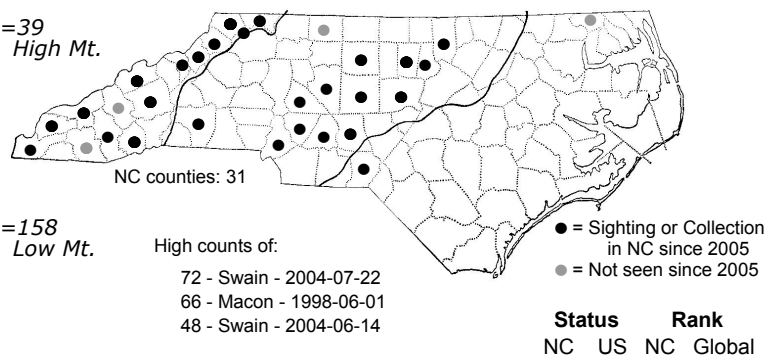 =39
High Mt.
NC counties: 31
=158
Low Mt.
High counts of:
72 - Swain - 2004-07-22
66 - Macon - 1998-06-01
48 - Swain - 2004-06-14
= Sighting or Collection
in NC since 2005
= Not seen since 2005
Status Rank
NC US NC Global